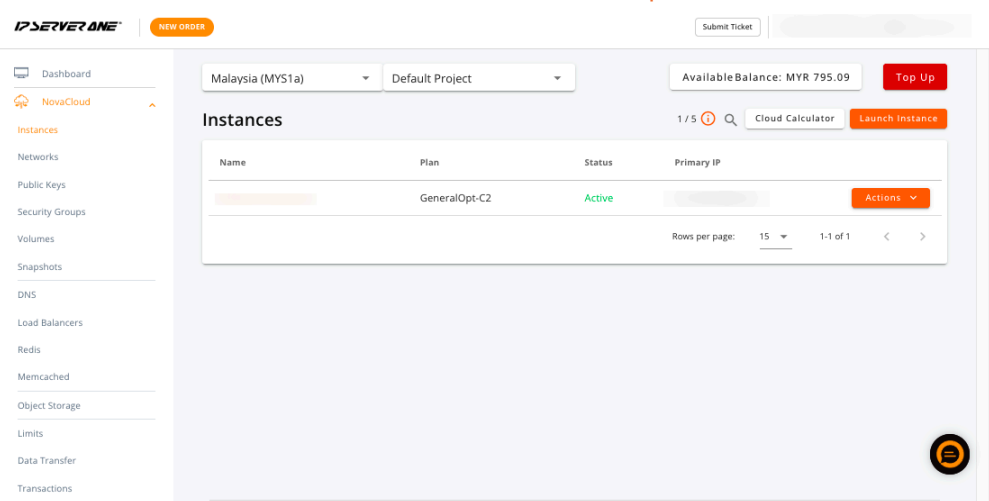 IP SERVER ONE
NEW ORDER
Submit Ticket
Dashboard
NovaCloud
Instances
Networks
Public Keys
Security Groups
Volumes
Snapshots
DNS
Load Balancers
Redis
Memcached
Object Storage
Limits
Data Transfer
Transactions
Malaysia (MYS1a)
Default Project
Available Balance: MYR 795.09
Top Up
Instances
1 / 5
Cloud Calculator
Launch Instance
Name Plan Status Primary IP
GeneralOpt-C2 Active Actions
Rows per page: 15 1-1 of 1